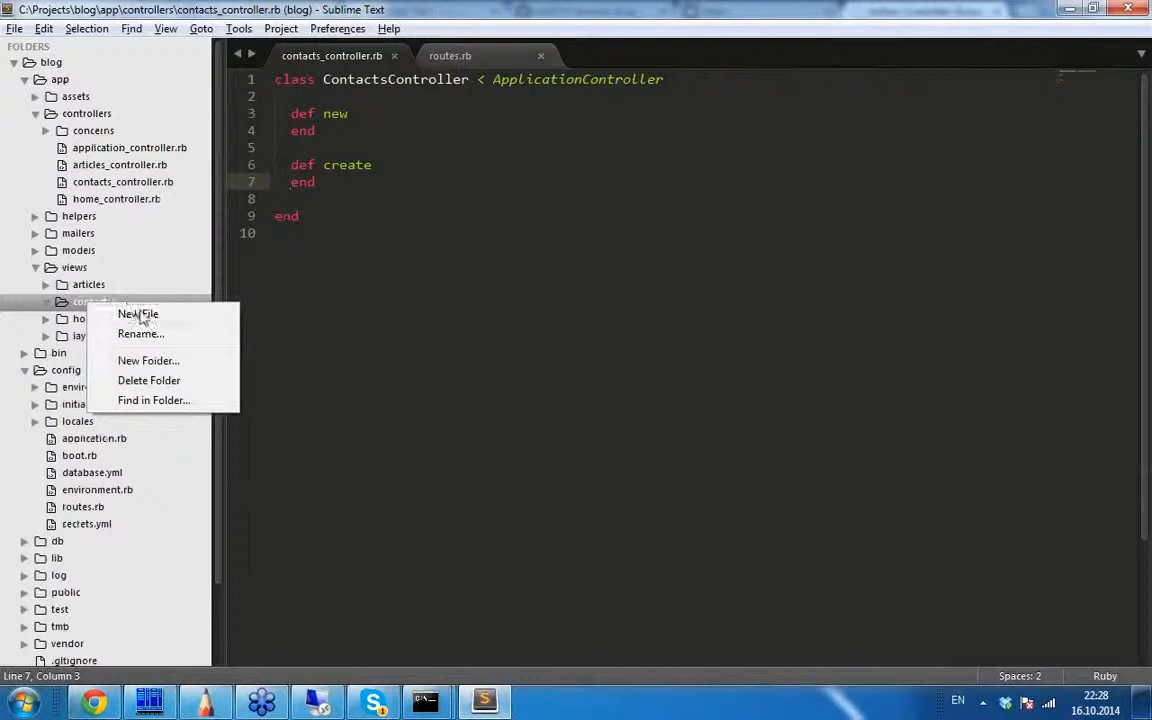 C:\Projects\blog\app\controllers\contacts_controller.rb (blog) - Sublime Text
File Edit Selection Find View Goto Tools Project Preferences Help
FOLDERS
blog
app
assets
controllers
concerns
application_controller.rb
articles_controller.rb
contacts_controller.rb
home_controller.rb
helpers
mailers
models
views
articles
bin
config
locales
application.rb
boot.rb
database.yml
environment.rb
routes.rb
secrets.yml
db
lib
log
public
test
tmp
vendor
.gitignore
New File
Rename...
New Folder...
Delete Folder
Find in Folder...
contacts_controller.rb
routes.rb
1 class ContactsController < ApplicationController
2
3 def new
4 end
5
6 def create
7 end
8
9 end
10
Line 7, Column 3
Spaces: 2
Ruby
EN
22:28
16.10.2014